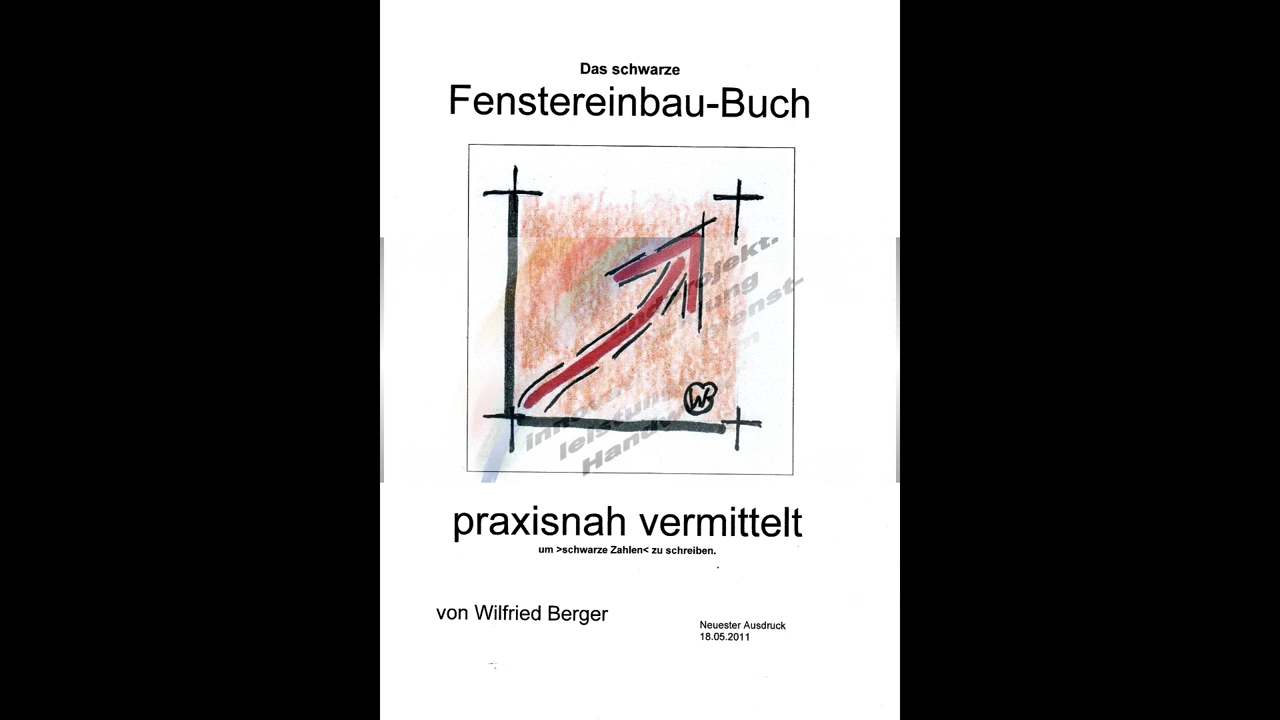 Das schwarze
Fenstereinbau-Buch
Handw
praxisnah vermittelt
um >schwarze Zahlen< zu schreiben.
von Wilfried Berger
Neuester Ausdruck
18.05.2011